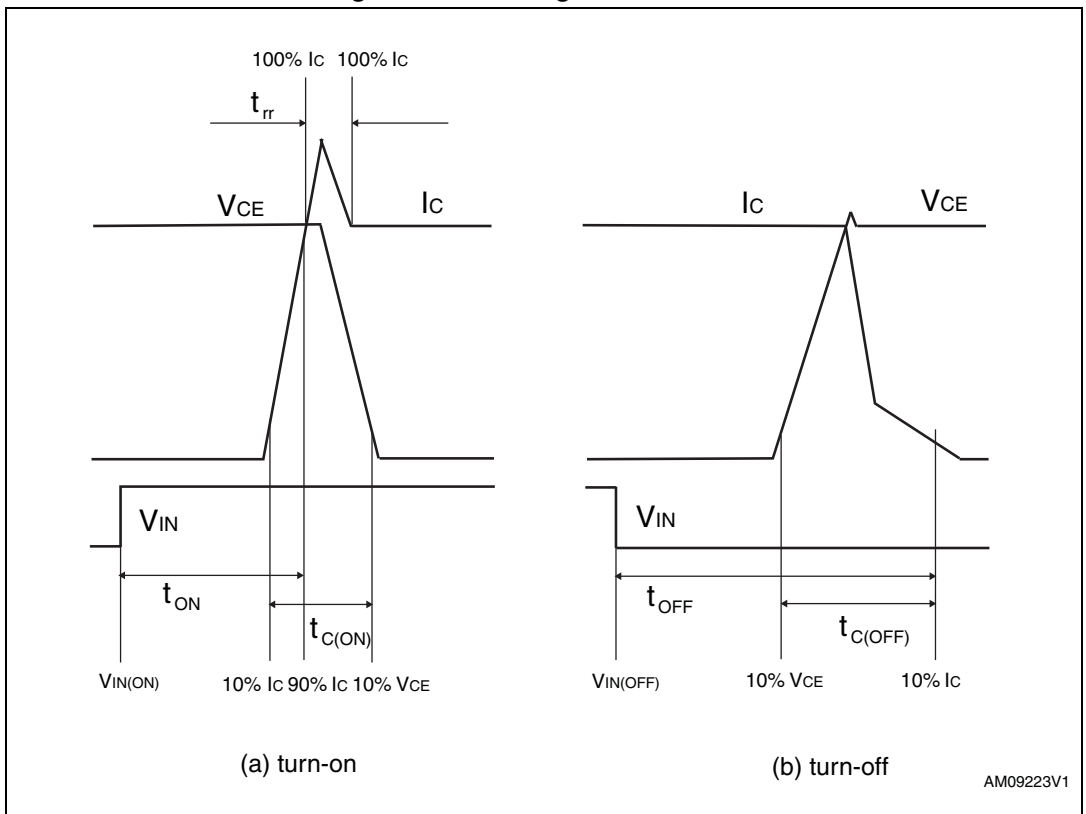 100% IC 100% IC
trr
VCE
IC
VIN
tON
tC(ON)
VIN(ON)
10% IC 90% IC 10% VCE
(a) turn-on
IC
VCE
VIN
tOFF
tC(OFF)
VIN(OFF)
10% VCE
10% IC
(b) turn-off
AM09223V1